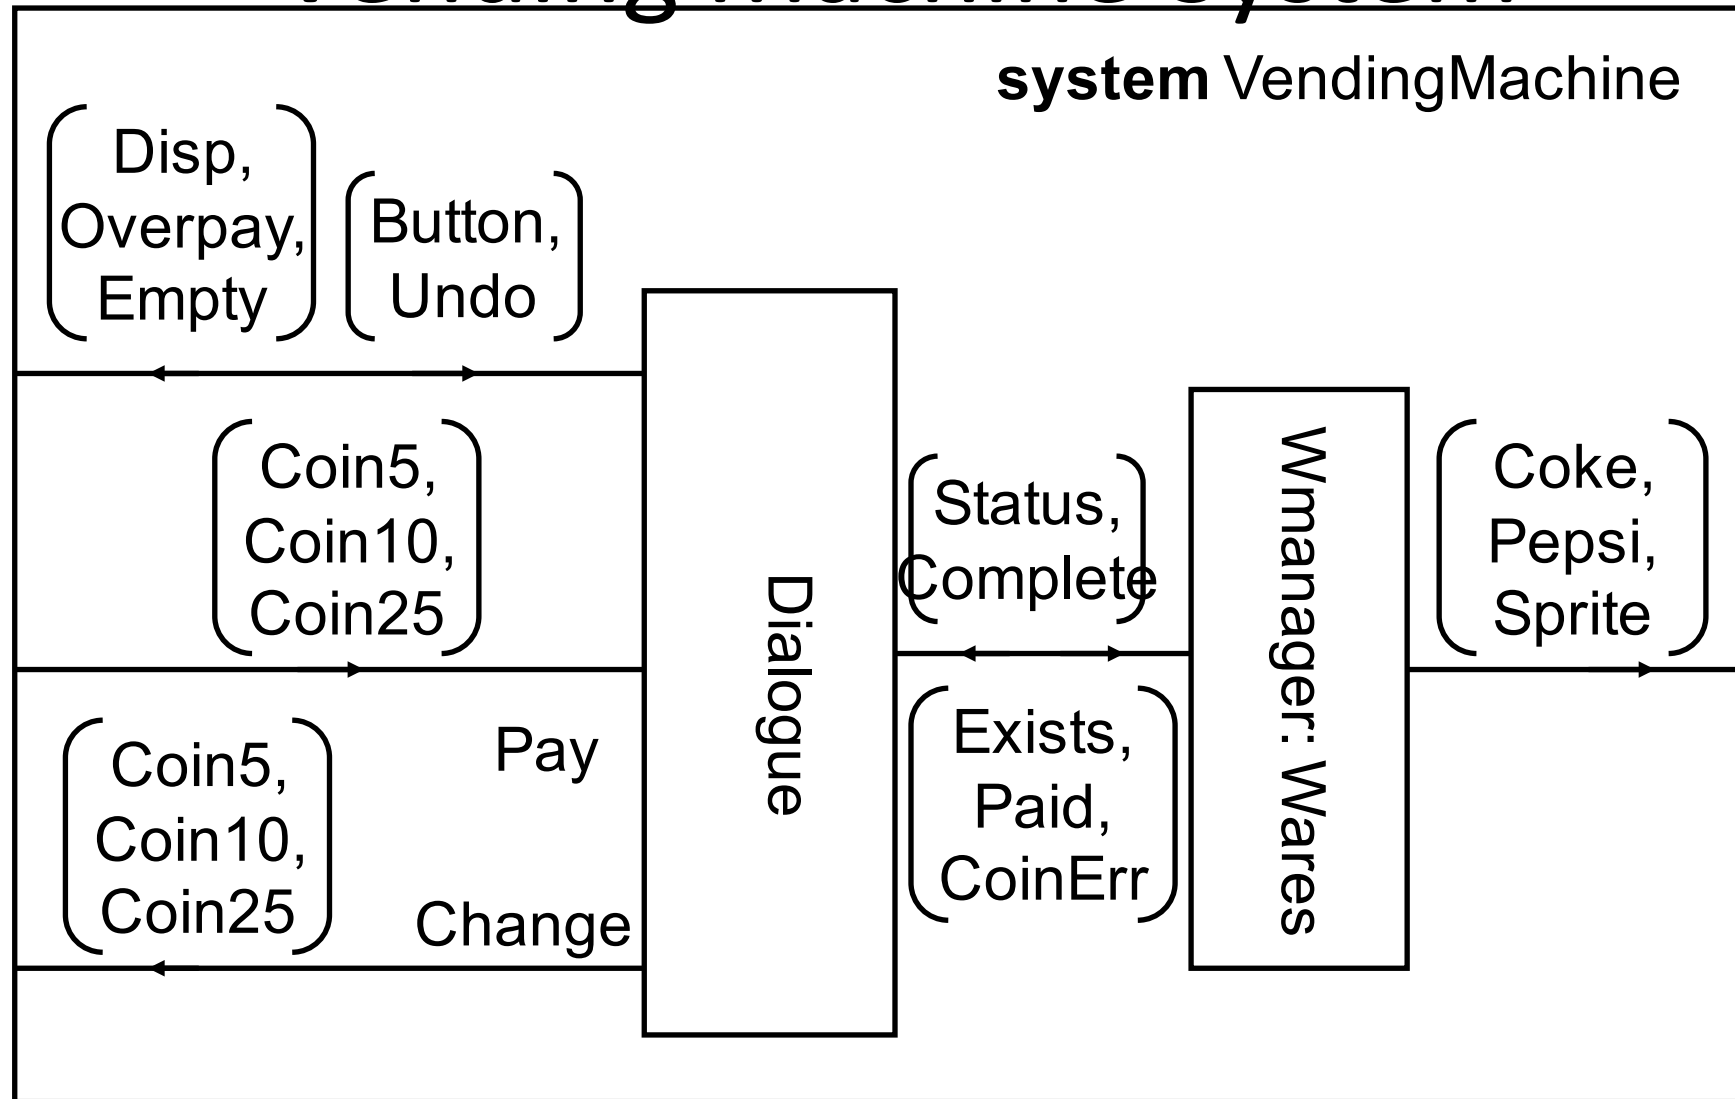 system VendingMachine
Disp,
Overpay,
Empty
Button,
Undo
Coin5,
Coin10,
Coin25
Pay
Coin5,
Coin10,
Coin25
Change
Dialogue
Status,
Complete
Exists,
Paid,
CoinErr
Wmanager: Wares
Coke,
Pepsi,
Sprite